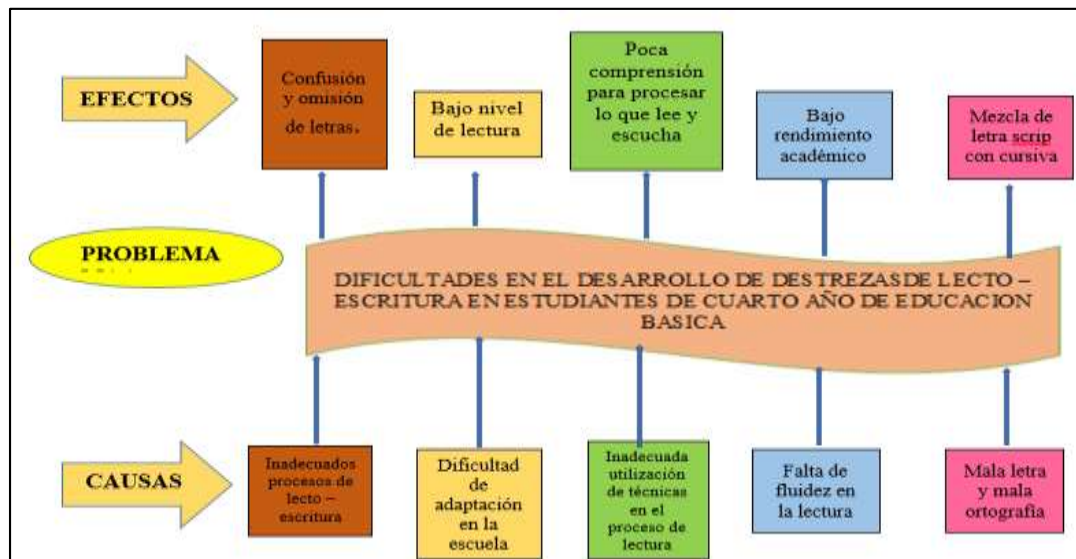 EFECTOS
Confusión
y omisión
de letras.
Bajo nivel
de lectura
Poca
comprensión
para procesar
lo que lee y
escucha
Bajo
rendimiento
académico
Mezcla de
letra scrip
con cursiva
PROBLEMA
DIFICULTADES EN EL DESARROLLO DE DESTREZAS DE LECTO –
ESCRITURA EN ESTUDIANTES DE CUARTO AÑO DE EDUCACION
BASICA
CAUSAS
Inadecuados
procesos de
lecto –
escritura
Dificultad
de
adaptación
en la
escuela
Inadecuada
utilización
de técnicas
en el
proceso de
lectura
Falta de
fluidez en
la lectura
Mala letra
y mala
ortografía